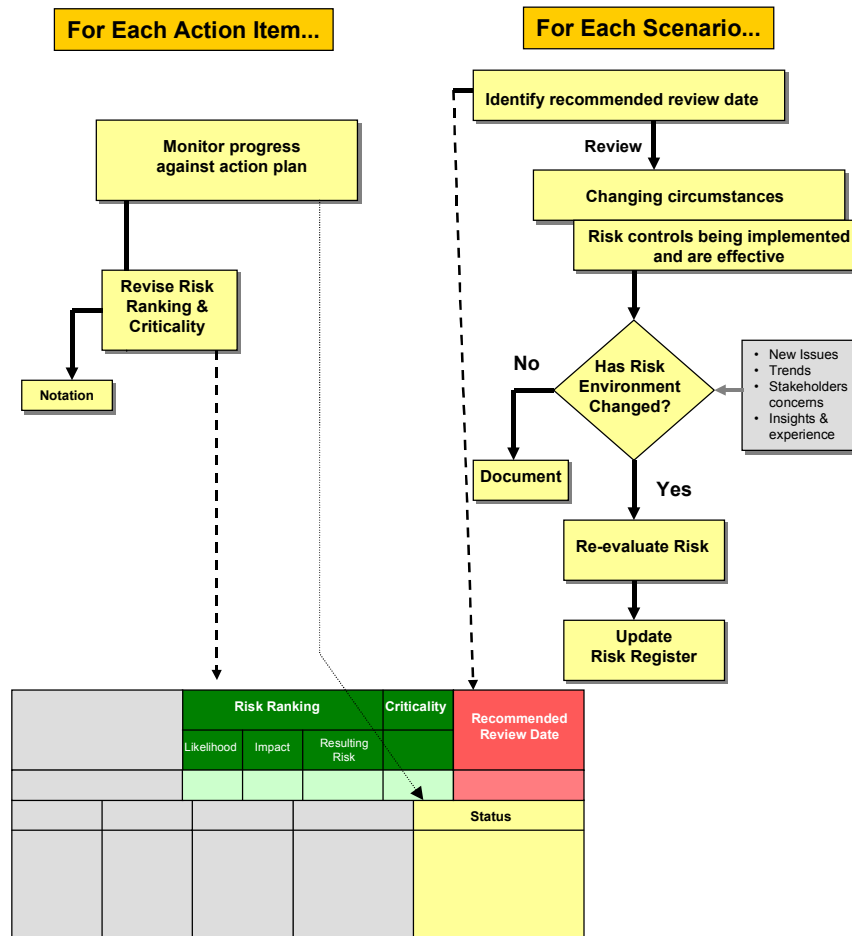 For Each Action Item...
For Each Scenario...
Monitor progress
against action plan
Revise Risk
Ranking &
Criticality
Notation
Identify recommended review date
Review
Changing circumstances
Risk controls being implemented
and are effective
Has Risk
Environment
Changed?
No
Yes
• New Issues
• Trends
• Stakeholders
concerns
• Insights &
experience
Document
Re-evaluate Risk
Update
Risk Register
Risk Ranking
Criticality
Recommended
Review Date
Likelihood
Impact
Resulting
Risk
Status